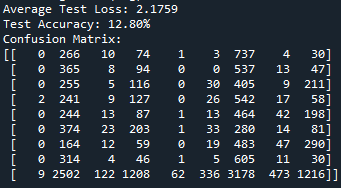 Average Test Loss: 2.1759
Test Accuracy: 12.80%
Confusion Matrix:
[[   0  266   10   74    1    3  737    4   30]
 [   0  365    8   94    0    0  537   13   47]
 [   0  255    5  116    0   30  405    9  211]
 [   2  241    9  127    0   26  542   17   58]
 [   0  244   13   87    1   13  464   42  198]
 [   0  374   23  203    1   33  280   14   81]
 [   0  164   12   59    0   19  483   47  290]
 [   0  314    4   46    1    5  605   11   30]
 [   9 2502  122 1208   62  336 3178  473 1216]]